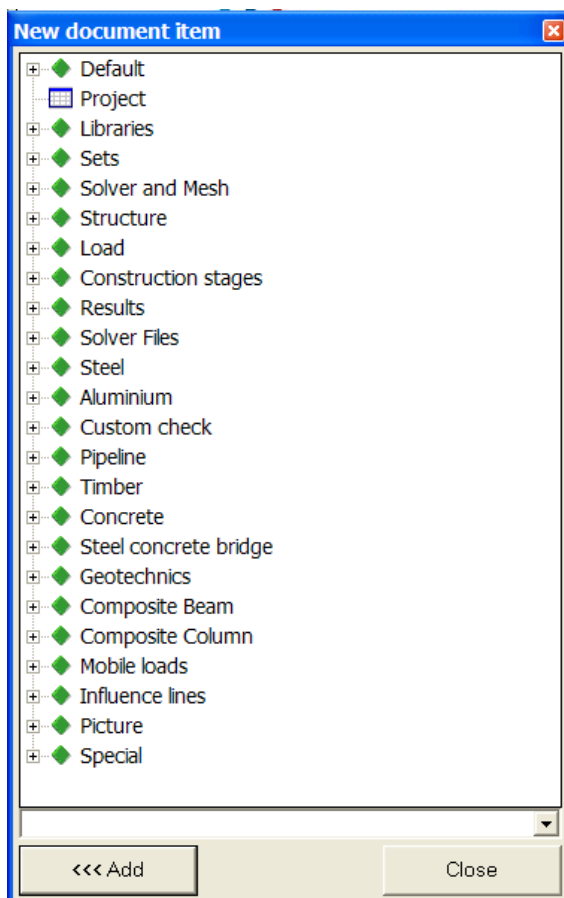 New document item
Default
Project
Libraries
Sets
Solver and Mesh
Structure
Load
Construction stages
Results
Solver Files
Steel
Aluminium
Custom check
Pipeline
Timber
Concrete
Steel concrete bridge
Geotechnics
Composite Beam
Composite Column
Mobile loads
Influence lines
Picture
Special
<<< Add Close